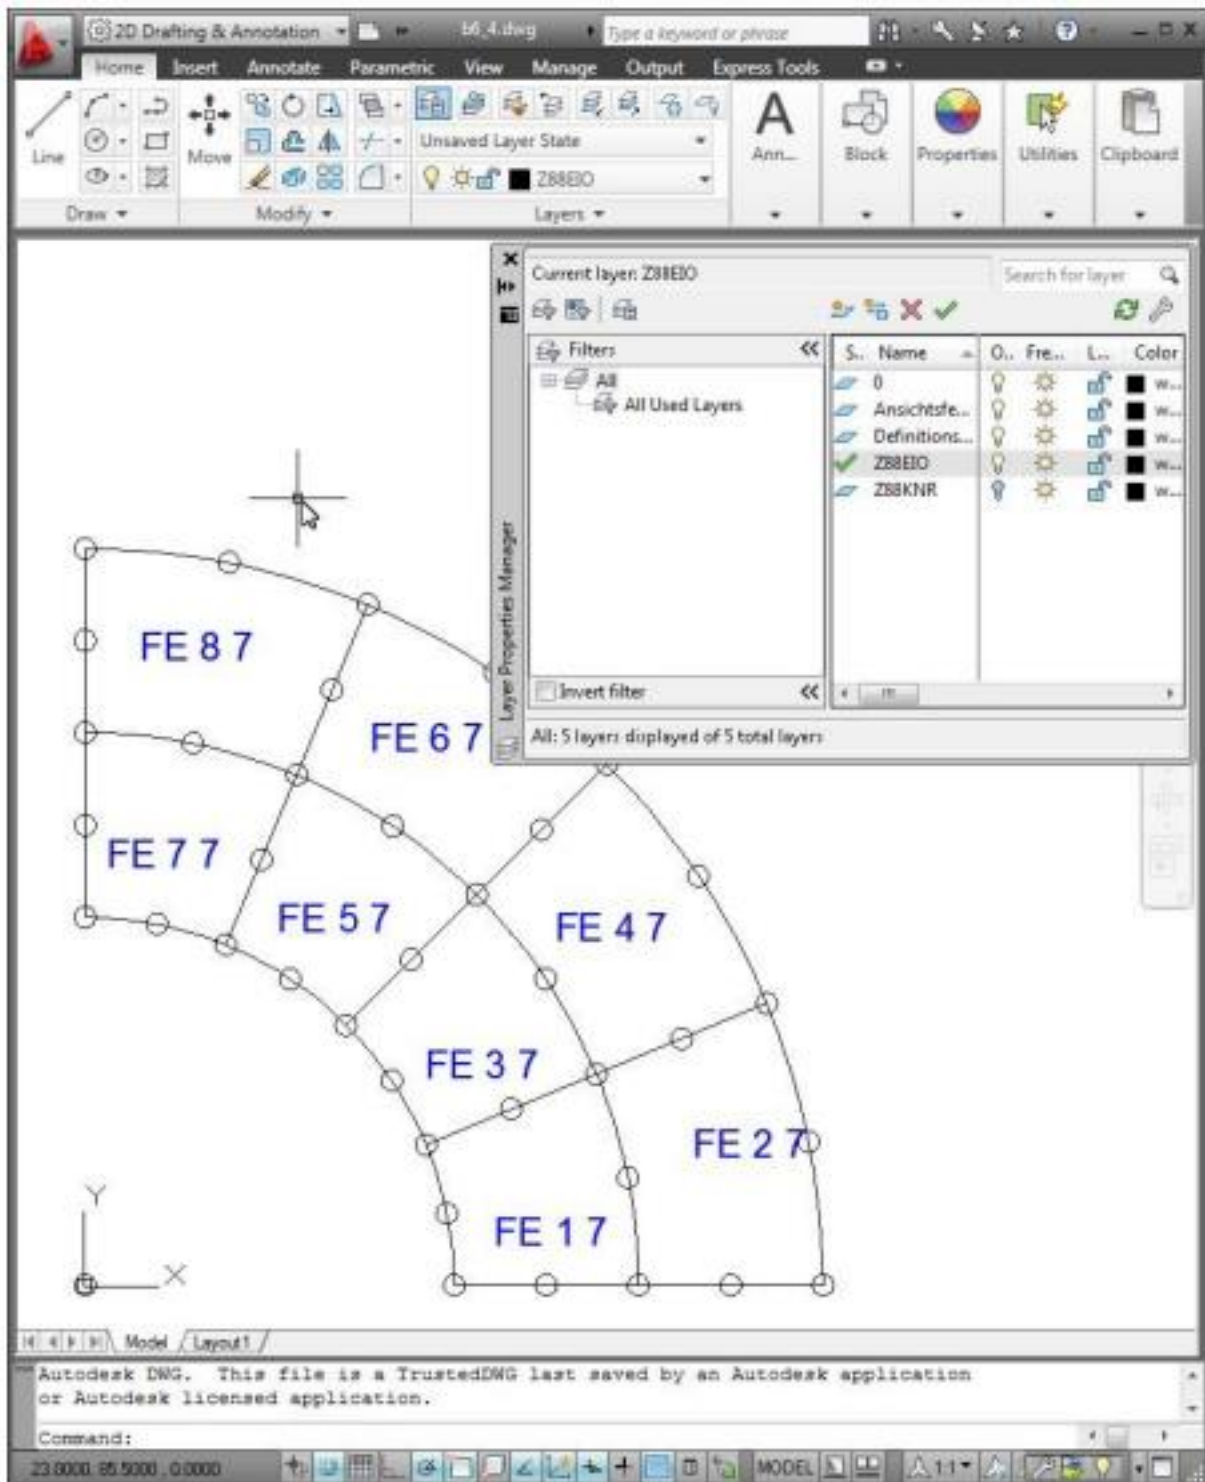 2D Drafting & Annotation b6_4.dwg Type a keyword or phrase
Home Insert Annotate Parametric View Manage Output Express Tools
Unsaved Layer State
Line Move Ann... Block Properties Utilities Clipboard
Z88EIO
Draw Modify Layers
Current layer: Z88EIO Search for layer
Filters S.. Name O.. Fre... L... Color
All 0 w...
All Used Layers Ansichtsfe... w...
Definitions... w...
Z88EIO w...
Z88KNR w...
Invert filter
All: 5 layers displayed of 5 total layers
Layer Properties Manager
FE 8 7
FE 6 7
FE 7 7
FE 5 7
FE 4 7
FE 3 7
FE 2 7
FE 1 7
Y
X
Model Layout1
Autodesk DWG. This file is a TrustedDWG last saved by an Autodesk application
or Autodesk licensed application.
Command:
23.0000, 85.5000, 0.0000 MODEL 1:1